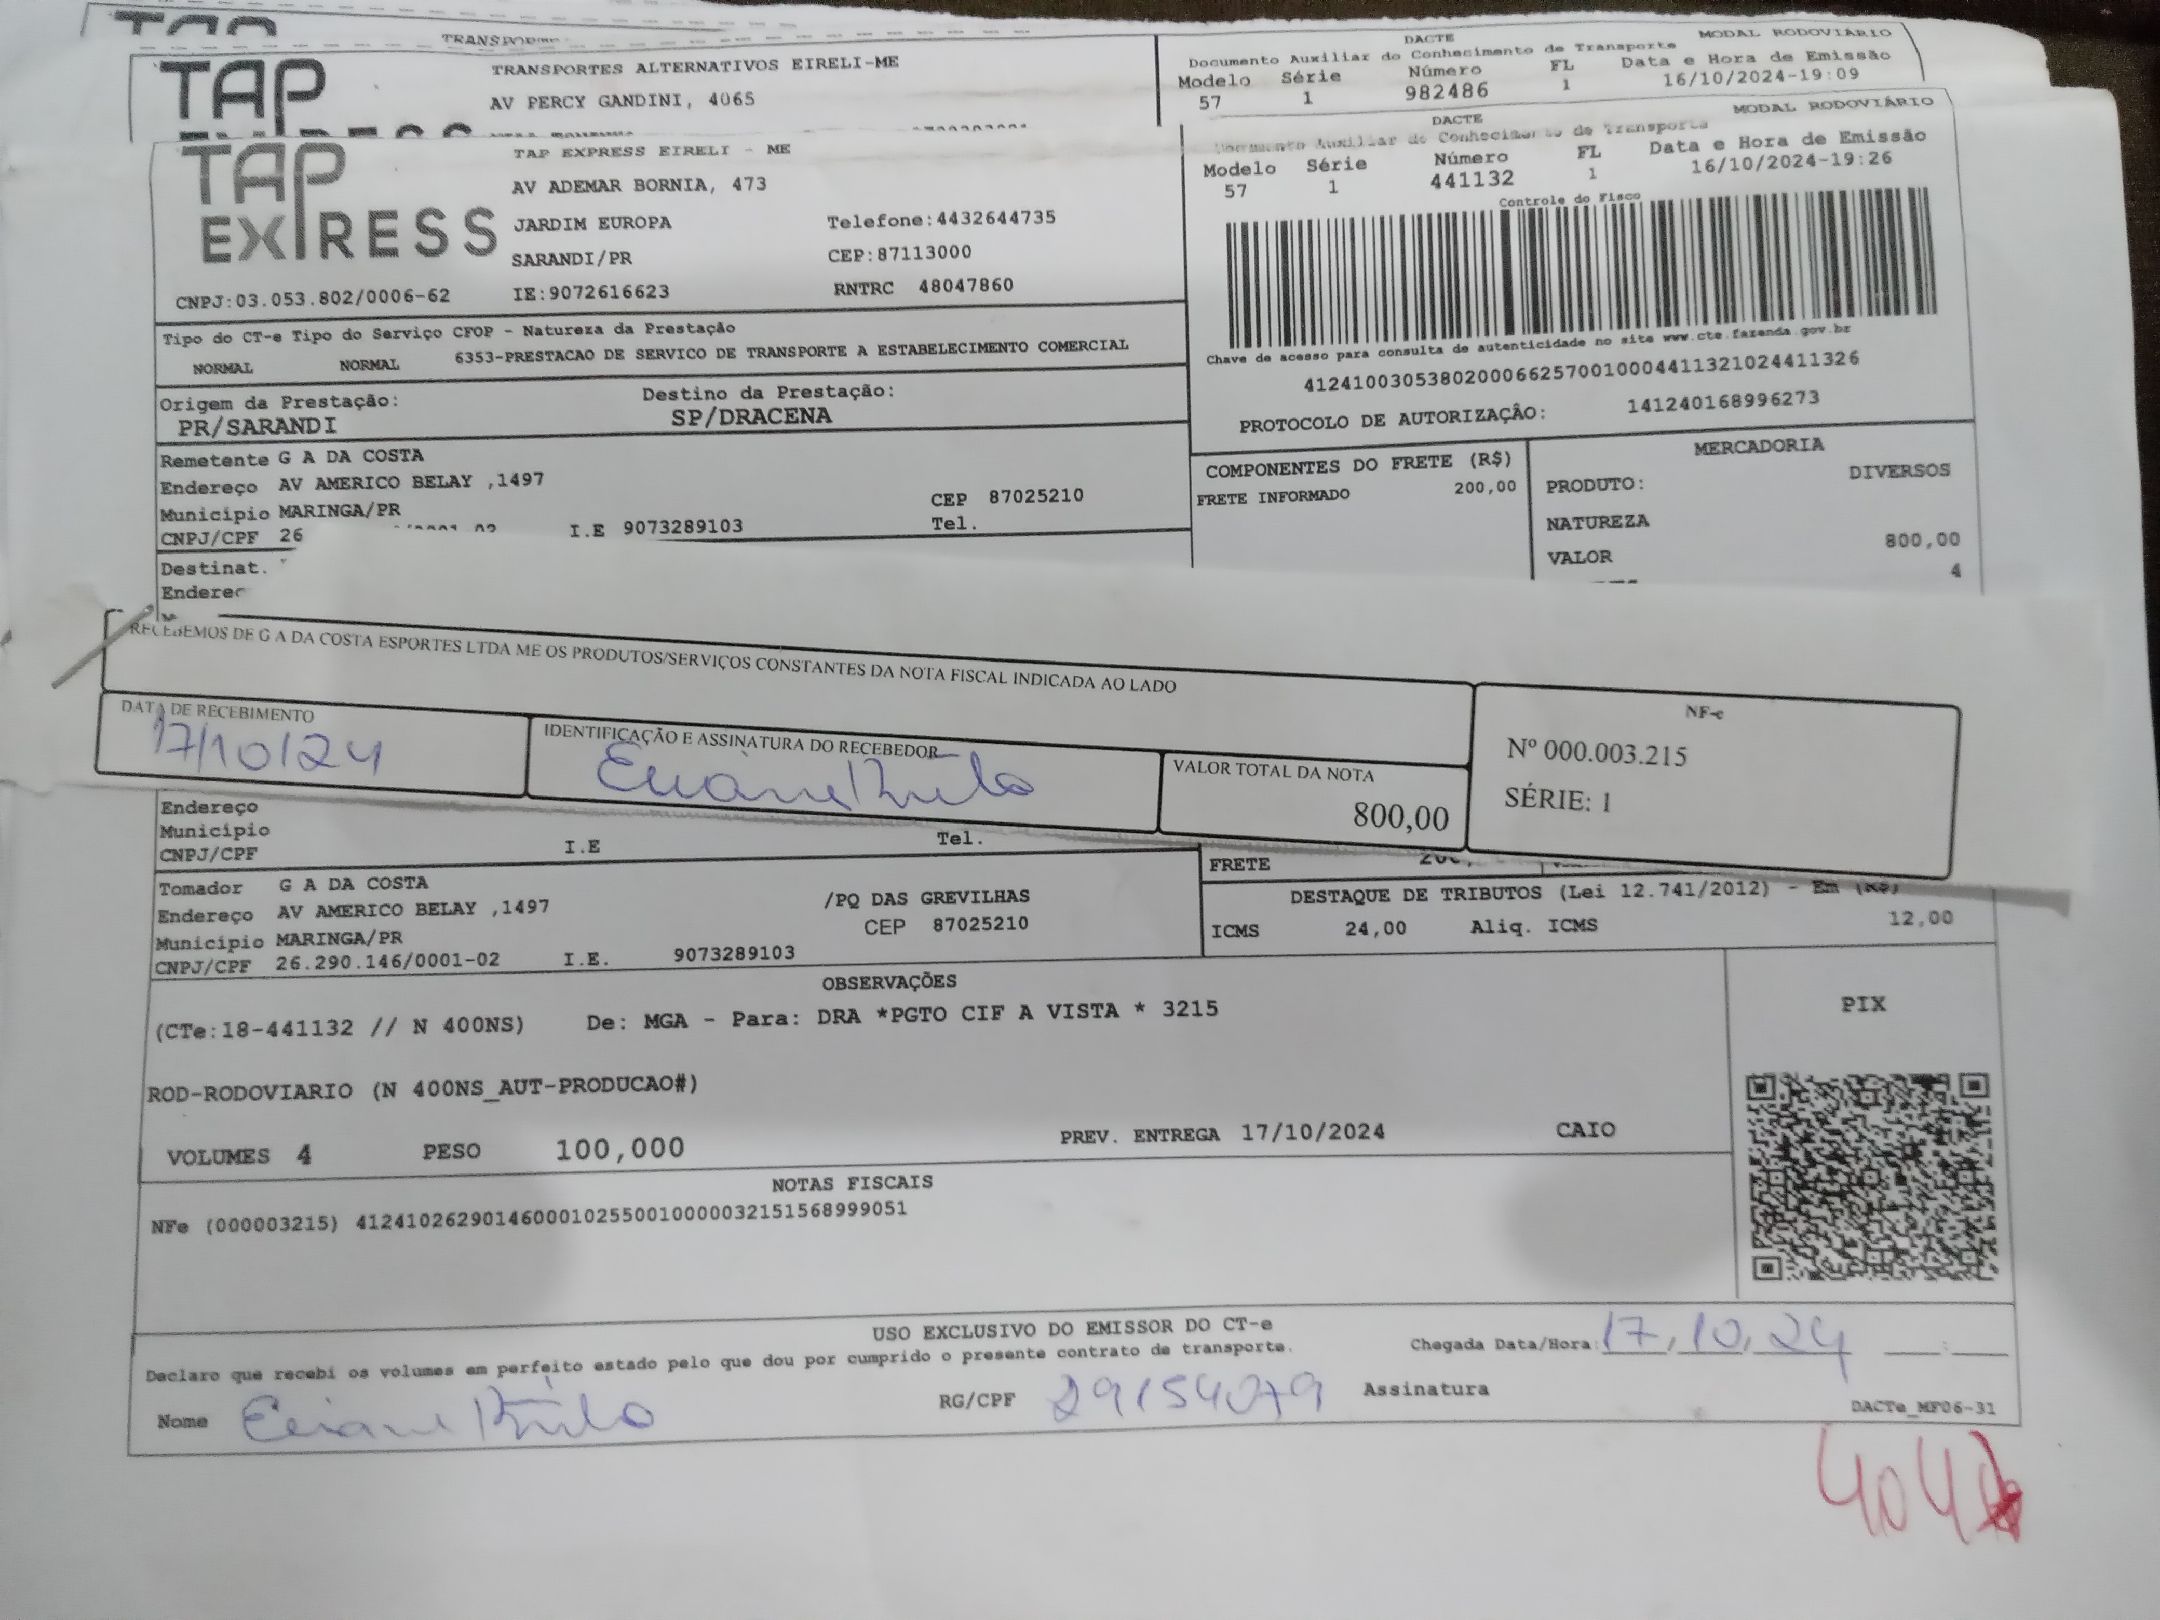 TAP
TRANSPORTES ALTERNATIVOS EIRELI-ME
AV PERCY GANDINI, 4065
DACTE
MODAL RODOVIÁRIO
Documento Auxiliar do Conhecimento de Transporte
Modelo Série Número FL Data e Hora de Emissão
57 1 982486 1 16/10/2024-19:09
TAP EXPRESS
TAP EXPRESS EIRELI - ME
AV ADEMAR BORNIA, 473
JARDIM EUROPA Telefone:4432644735
SARANDI/PR CEP:87113000
CNPJ:03.053.802/0006-62 IE:9072616623 RNTRC 48047860
DACTE
MODAL RODOVIÁRIO
Documento Auxiliar do Conhecimento de Transporte
Modelo Série Número FL Data e Hora de Emissão
57 1 441132 1 16/10/2024-19:26
Controle do Fisco
Chave de acesso para consulta de autenticidade no site www.cte.fazenda.gov.br
41241003053802000662570010004411321024411326
PROTOCOLO DE AUTORIZAÇÃO: 141240168996273
Tipo do CT-e Tipo do Serviço CFOP - Natureza da Prestação
NORMAL NORMAL 6353-PRESTACAO DE SERVICO DE TRANSPORTE A ESTABELECIMENTO COMERCIAL
Origem da Prestação: Destino da Prestação:
PR/SARANDI SP/DRACENA
Remetente G A DA COSTA
Endereço AV AMERICO BELAY ,1497
Município MARINGA/PR CEP 87025210
CNPJ/CPF 26 I.E 9073289103 Tel.
Destinat.
COMPONENTES DO FRETE (R$)
FRETE INFORMADO 200,00
MERCADORIA
PRODUTO: DIVERSOS
NATUREZA
VALOR 800,00
4
RECEBEMOS DE G A DA COSTA ESPORTES LTDA ME OS PRODUTOS/SERVIÇOS CONSTANTES DA NOTA FISCAL INDICADA AO LADO
DATA DE RECEBIMENTO
17/10/24
IDENTIFICAÇÃO E ASSINATURA DO RECEBEDOR
VALOR TOTAL DA NOTA
800,00
NF-e
Nº 000.003.215
SÉRIE: 1
Endereço
Município
CNPJ/CPF I.E Tel.
FRETE
Tomador G A DA COSTA
Endereço AV AMERICO BELAY ,1497 /PQ DAS GREVILHAS
Município MARINGA/PR CEP 87025210
CNPJ/CPF 26.290.146/0001-02 I.E. 9073289103
DESTAQUE DE TRIBUTOS (Lei 12.741/2012) - Em (R$)
ICMS 24,00 Aliq. ICMS 12,00
OBSERVAÇÕES
(CTe:18-441132 // N 400NS) De: MGA - Para: DRA *PGTO CIF A VISTA * 3215
ROD-RODOVIARIO (N 400NS_AUT-PRODUCAO#)
VOLUMES 4 PESO 100,000 PREV. ENTREGA 17/10/2024 CAIO
PIX
NOTAS FISCAIS
NFe (000003215) 41241026290146000102550010000032151568999051
USO EXCLUSIVO DO EMISSOR DO CT-e
Declaro que recebi os volumes em perfeito estado pelo que dou por cumprido o presente contrato de transporte.
Chegada Data/Hora: 17,10,24
Nome
RG/CPF 29154079 Assinatura
DACTe_MF06-31